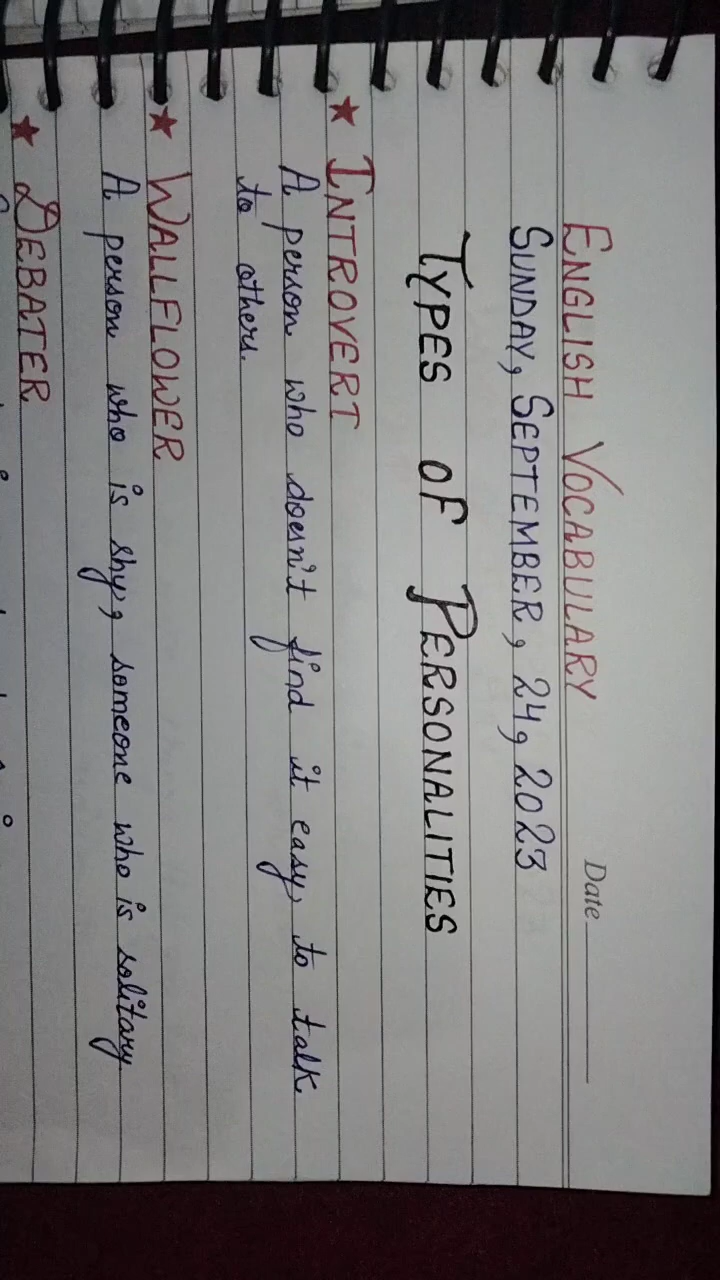 ENGLISH VOCABULARY
Date
SUNDAY, SEPTEMBER, 24, 2023
TYPES OF PERSONALITIES
★ INTROVERT
A person who doesn't find it easy, to talk
to others.
★ WALLFLOWER
A person who is shy, someone who is solitary
★ DEBATER